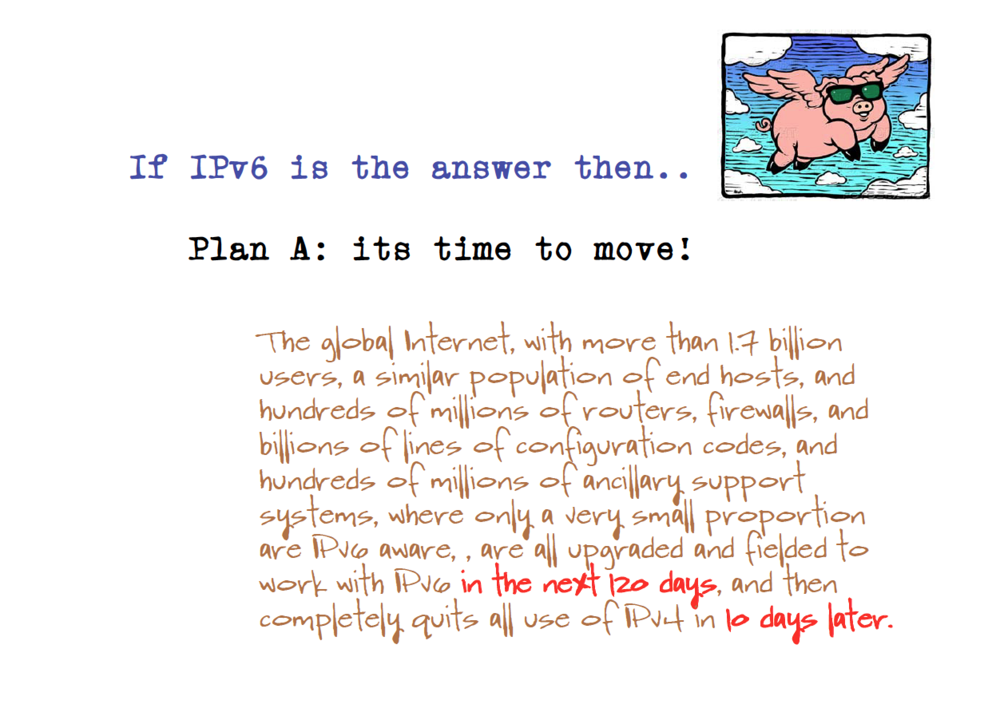 If IPv6 is the answer then..
Plan A: its time to move!
The global Internet, with more than 1.7 billion
users, a similar population of end hosts, and
hundreds of millions of routers, firewalls, and
billions of lines of configuration codes, and
hundreds of millions of ancillary support
systems, where only a very small proportion
are IPv6 aware, , are all upgraded and fielded to
work with IPv6 in the next 120 days, and then
completely quits all use of IPv4 in 10 days later.